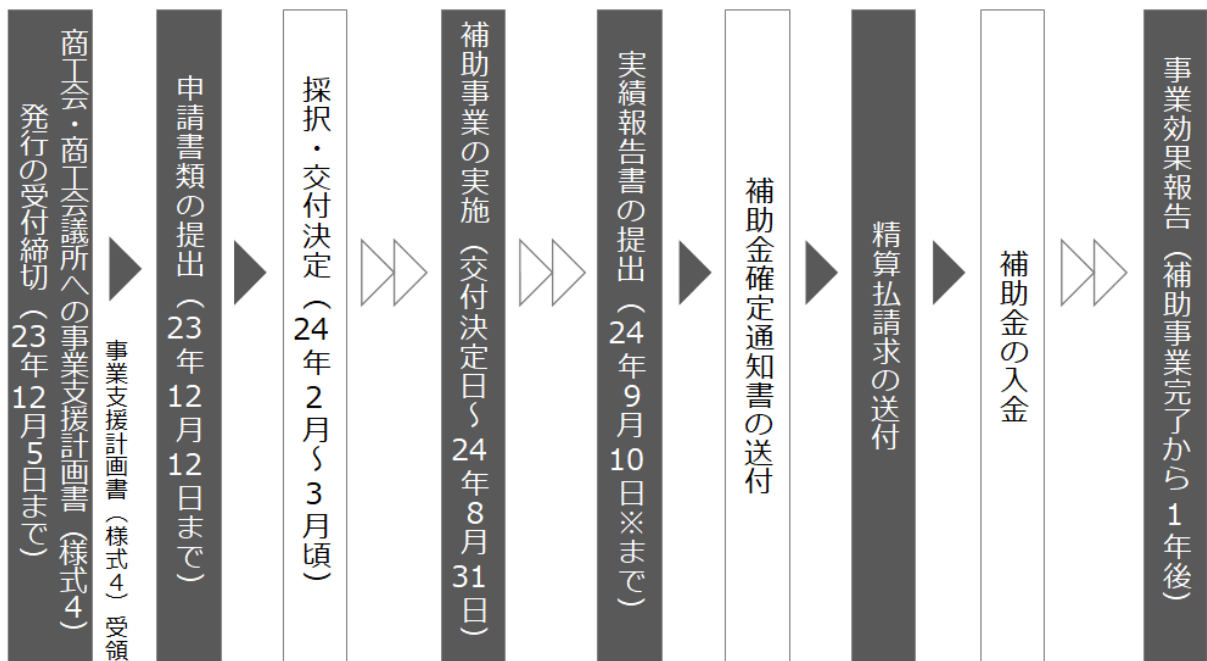 商工会・商工会議所への事業支援計画書（様式4）
発行の受付締切（23年12月5日まで）
事業支援計画書（様式4）受領
申請書類の提出（23年12月12日まで）
採択・交付決定（24年2月～3月頃）
補助事業の実施（交付決定日～24年8月31日）
実績報告書の提出（24年9月10日※まで）
補助金確定通知書の送付
精算払請求の送付
補助金の入金
事業効果報告（補助事業完了から1年後）